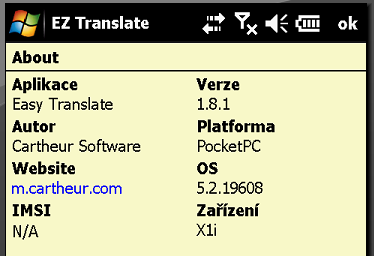 EZ Translate ok
About
Aplikace Verze
Easy Translate 1.8.1
Autor Platforma
Cartheur Software PocketPC
Website OS
m.cartheur.com 5.2.19608
IMSI Zařízení
N/A X1i